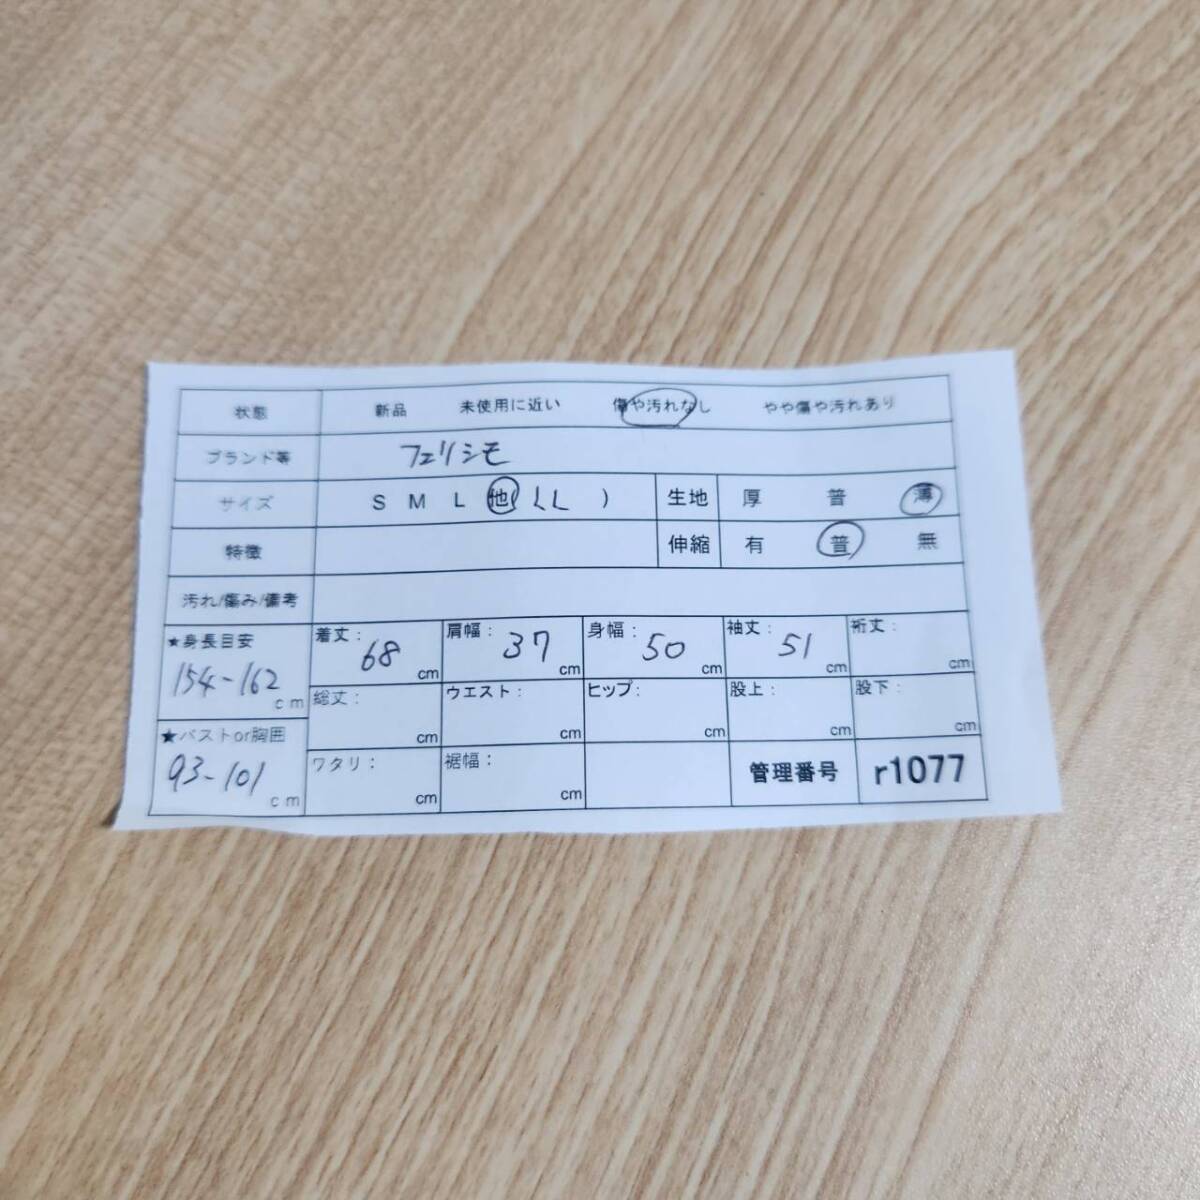 状態 新品 未使用に近い 傷や汚れなし やや傷や汚れあり
ブランド等 フェリシモ
サイズ S M L 他( LL ) 生地 厚 普 薄
特徴 伸縮 有 普 無
汚れ/傷み/備考
★身長目安 着丈: 68 cm 肩幅: 37 cm 身幅: 50 cm 袖丈: 51 cm 裄丈: cm
154-162 cm 総丈: cm ウエスト: cm ヒップ: cm 股上: cm 股下: cm
★バストor胸囲 ワタリ: cm 裾幅: cm 管理番号 r1077
93-101 cm